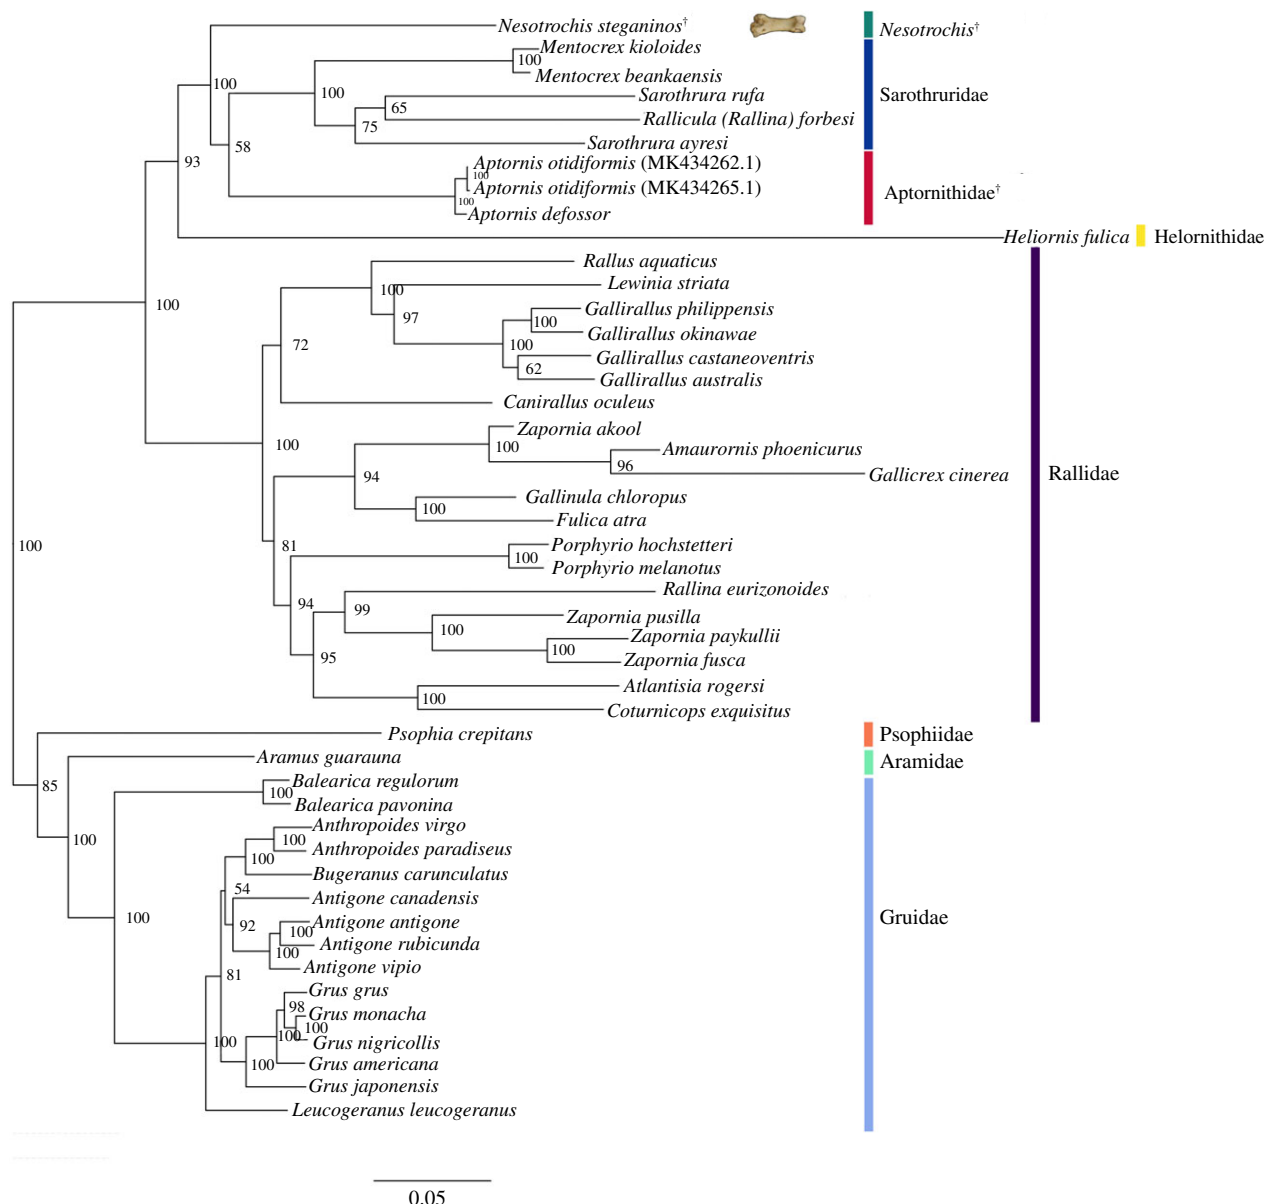 Nesotrochis steganinos†
Nesotrochis†
Mentocrex kioloides
100
Mentocrex beankaensis
100
100
Sarothrura rufa
Sarothruridae
65
Rallicula (Rallina) forbesi
75
Sarothrura ayresi
58
93
Aptornis otidiformis (MK434262.1)
100
Aptornis otidiformis (MK434265.1)
Aptornithidae†
100
Aptornis defossor
Heliornis fulica
Helornithidae
Rallus aquaticus
Lewinia striata
100
100
Gallirallus philippensis
97
100
Gallirallus okinawae
72
100
Gallirallus castaneoventris
62
Gallirallus australis
Canirallus oculeus
Zapornia akool
100
100
Amaurornis phoenicurus
96
94
Gallicrex cinerea
Rallidae
Gallinula chloropus
100
Fulica atra
100
81
Porphyrio hochstetteri
100
Porphyrio melanotus
Rallina eurizonoides
94
99
Zapornia pusilla
100
Zapornia paykullii
100
95
Zapornia fusca
Atlantisia rogersi
100
Coturnicops exquisitus
Psophia crepitans
Psophiidae
Aramus guarauna
Aramidae
85
Balearica regulorum
100
Balearica pavonina
Anthropoides virgo
100
100
Anthropoides paradiseus
100
Bugeranus carunculatus
54
Antigone canadensis
100
92
Antigone antigone
Gruidae
100
Antigone rubicunda
100
Antigone vipio
81
Grus grus
98
Grus monacha
100
100
100
Grus nigricollis
100
Grus americana
Grus japonensis
Leucogeranus leucogeranus
0.05